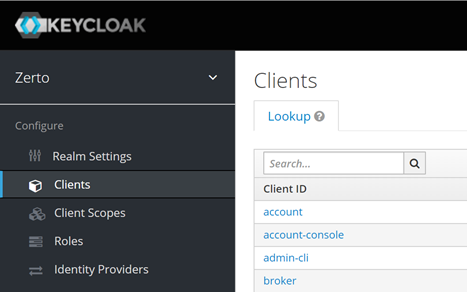 KEYCLOAK
Zerto
Configure
Realm Settings
Clients
Client Scopes
Roles
Identity Providers
Clients
Lookup ?
Search...
Client ID
account
account-console
admin-cli
broker